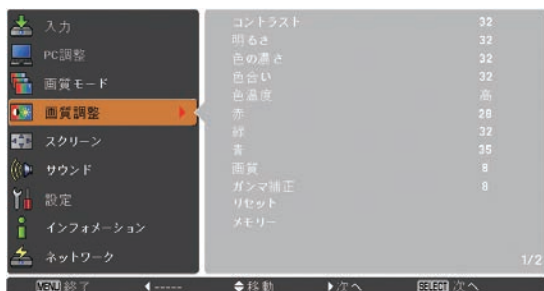 入力
PC調整
画質モード
画質調整
スクリーン
サウンド
設定
インフォメーション
ネットワーク
コントラスト 32
明るさ 32
色の濃さ 32
色合い 32
色温度 高
赤 28
緑 32
青 35
画質 8
ガンマ補正 8
リセット
メモリー
1/2
MENU 終了 ◀ ----- 移動 ▶ 次へ SELECT 次へ